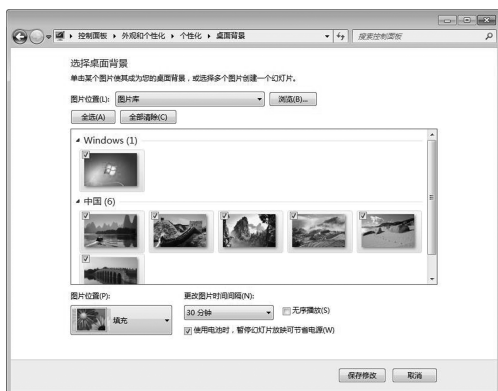 控制面板 ▸ 外观和个性化 ▸ 个性化 ▸ 桌面背景
搜索控制面板
选择桌面背景
单击某个图片使其成为您的桌面背景，或选择多个图片创建一个幻灯片。
图片位置(L): 图片库 浏览(B)...
全选(A) 全部清除(C)
Windows (1)
中国 (6)
图片位置(P): 更改图片时间间隔(N):
填充 30 分钟 无序播放(S)
使用电池时，暂停幻灯片放映可节省电源(W)
保存修改 取消